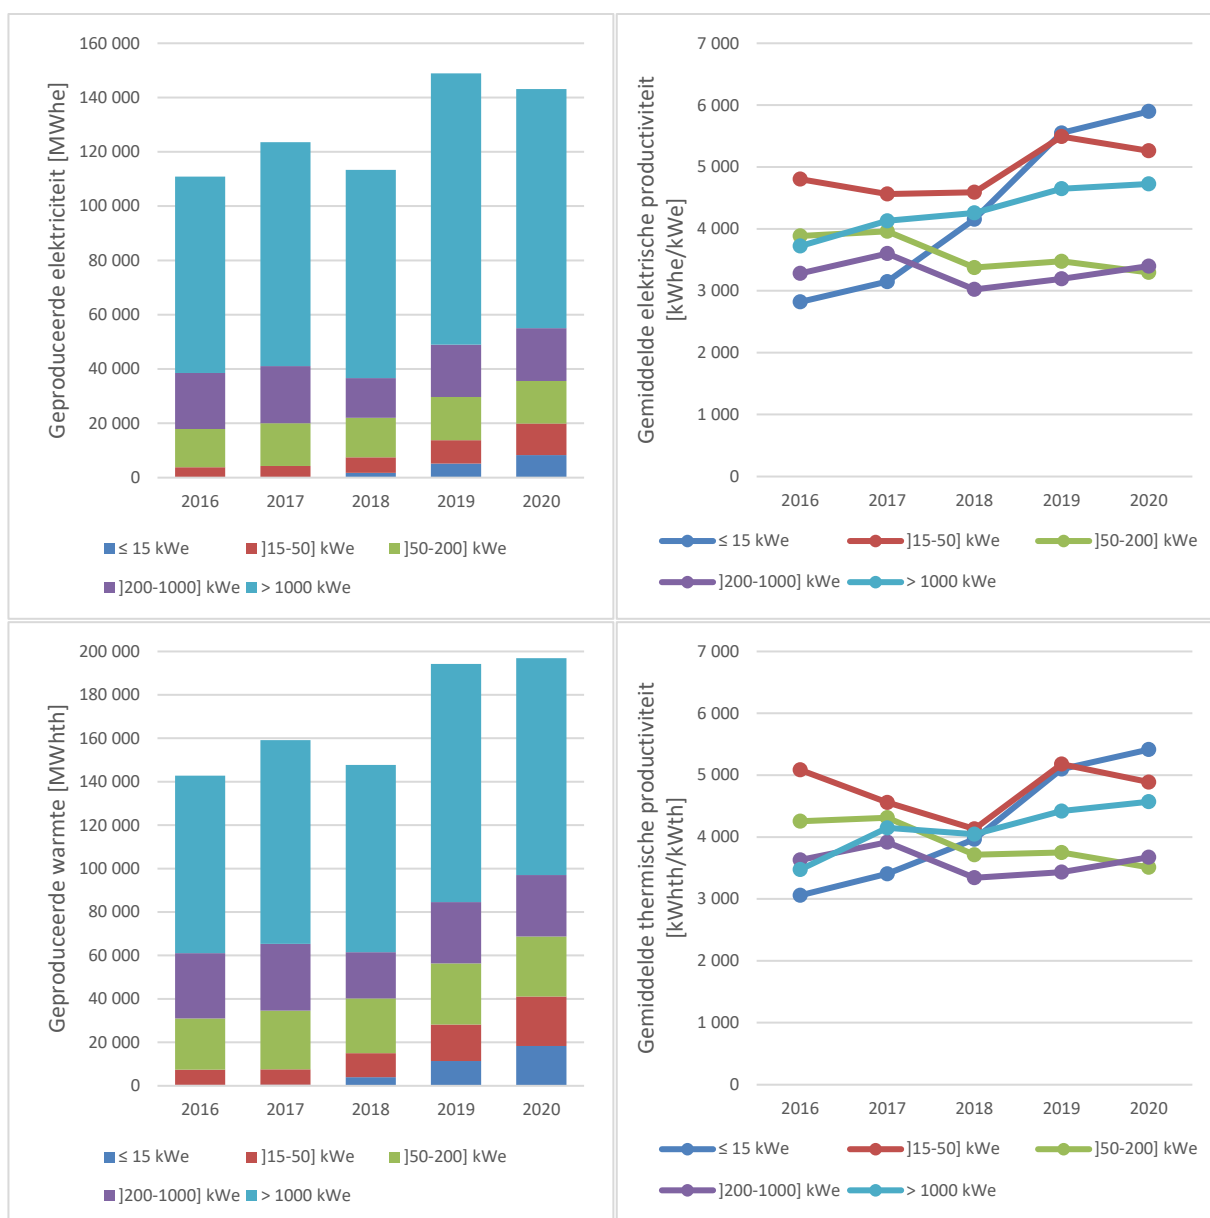 Geproduceerde elektriciteit [MWhe]
160 000
140 000
120 000
100 000
80 000
60 000
40 000
20 000
0
2016 2017 2018 2019 2020
≤ 15 kWe ]15-50] kWe ]50-200] kWe
]200-1000] kWe > 1000 kWe
Gemiddelde elektrische productiviteit
[kWhe/kWe]
7 000
6 000
5 000
4 000
3 000
2 000
1 000
0
2016 2017 2018 2019 2020
≤ 15 kWe ]15-50] kWe ]50-200] kWe
]200-1000] kWe > 1000 kWe
Geproduceerde warmte [MWhth]
200 000
180 000
160 000
140 000
120 000
100 000
80 000
60 000
40 000
20 000
0
2016 2017 2018 2019 2020
≤ 15 kWe ]15-50] kWe ]50-200] kWe
]200-1000] kWe > 1000 kWe
Gemiddelde thermische productiviteit
[kWhth/kWth]
7 000
6 000
5 000
4 000
3 000
2 000
1 000
0
2016 2017 2018 2019 2020
≤ 15 kWe ]15-50] kWe ]50-200] kWe
]200-1000] kWe > 1000 kWe